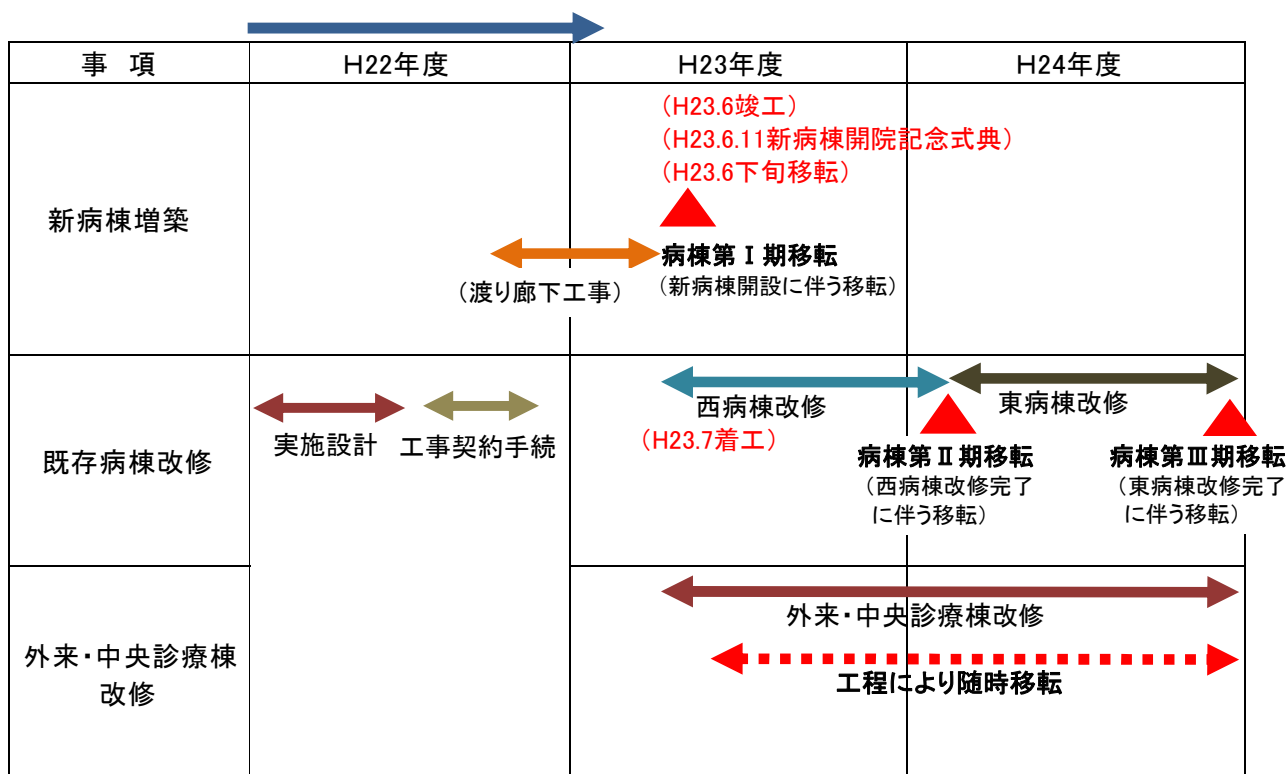 事 項
H22年度
H23年度
H24年度
新病棟増築
（H23.6竣工）
（H23.6.11新病棟開院記念式典）
（H23.6下旬移転）
（渡り廊下工事）
病棟第Ⅰ期移転
（新病棟開設に伴う移転）
既存病棟改修
実施設計
工事契約手続
西病棟改修
（H23.7着工）
東病棟改修
病棟第Ⅱ期移転
（西病棟改修完了
に伴う移転）
病棟第Ⅲ期移転
（東病棟改修完了
に伴う移転）
外来・中央診療棟
改修
外来・中央診療棟改修
工程により随時移転